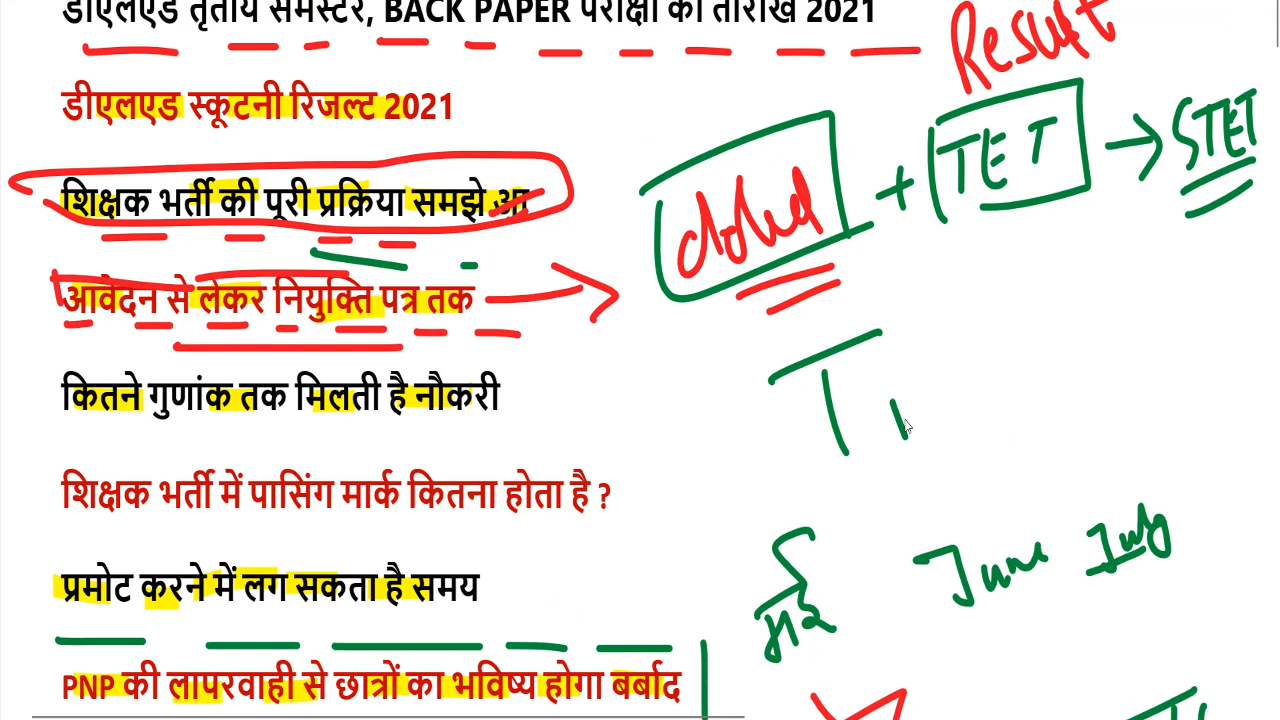 डीएलएड तृतीय सेमेस्टर, BACK PAPER परीक्षा की तारीख 2021
Result
डीएलएड स्कूटनी रिजल्ट 2021
+ TET → STET
शिक्षक भर्ती की पूरी प्रक्रिया समझे आ
आवेदन से लेकर नियुक्ति पत्र तक
T
कितने गुणांक तक मिलती है नौकरी
शिक्षक भर्ती में पासिंग मार्क कितना होता है ?
June July
प्रमोट करने में लग सकता है समय
मई
PNP की लापरवाही से छात्रों का भविष्य होगा बर्बाद